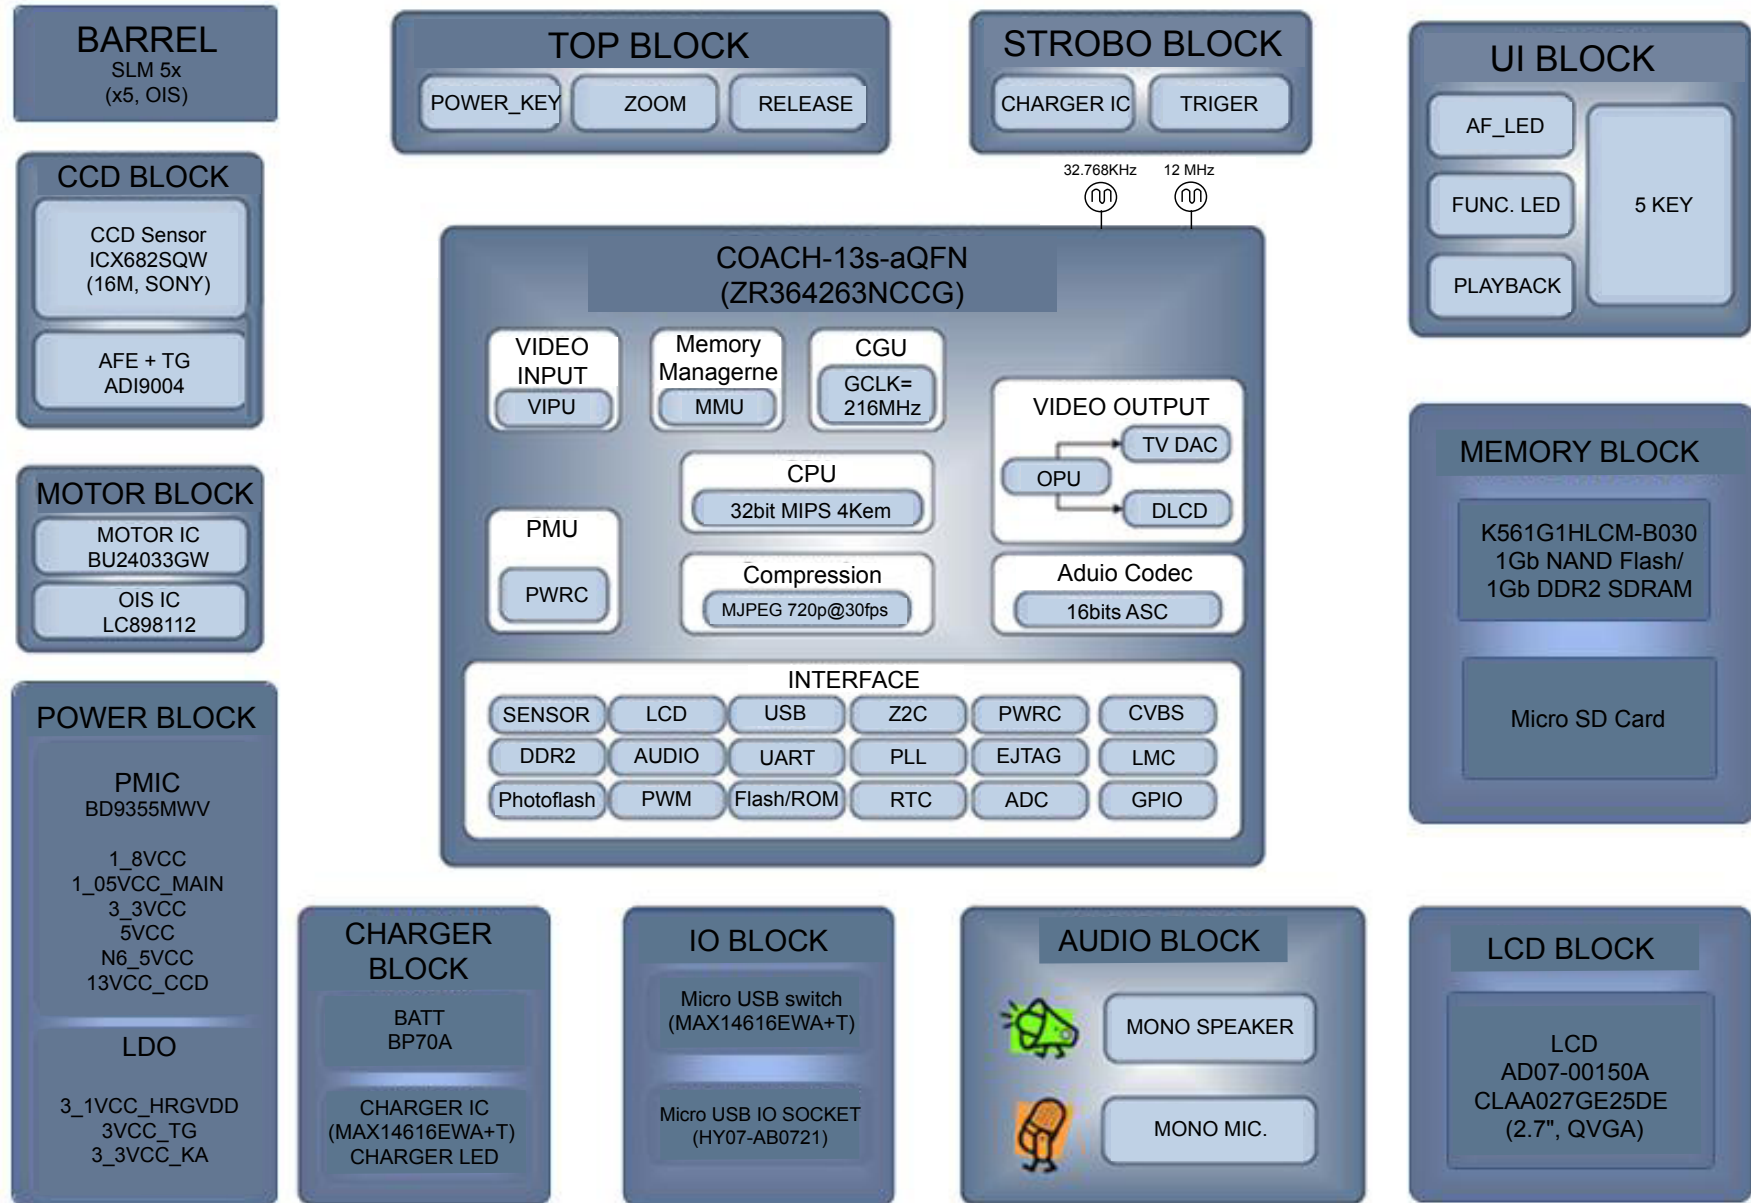 BARREL
SLM 5x
(x5, OIS)
TOP BLOCK
POWER_KEY
ZOOM
RELEASE
STROBO BLOCK
CHARGER IC
TRIGER
UI BLOCK
AF_LED
FUNC. LED
PLAYBACK
5 KEY
CCD BLOCK
CCD Sensor
ICX682SQW
(16M, SONY)
AFE + TG
ADI9004
32.768KHz
12 MHz
COACH-13s-aQFN
(ZR364263NCCG)
VIDEO
INPUT
VIPU
Memory
Managerne
MMU
CGU
GCLK=
216MHz
VIDEO OUTPUT
TV DAC
OPU
DLCD
CPU
32bit MIPS 4Kem
PMU
PWRC
Compression
MJPEG 720p@30fps
Aduio Codec
16bits ASC
INTERFACE
SENSOR
LCD
USB
Z2C
PWRC
CVBS
DDR2
AUDIO
UART
PLL
EJTAG
LMC
Photoflash
PWM
Flash/ROM
RTC
ADC
GPIO
MEMORY BLOCK
K561G1HLCM-B030
1Gb NAND Flash/
1Gb DDR2 SDRAM
Micro SD Card
MOTOR BLOCK
MOTOR IC
BU24033GW
OIS IC
LC898112
POWER BLOCK
PMIC
BD9355MWV
1_8VCC
1_05VCC_MAIN
3_3VCC
5VCC
N6_5VCC
13VCC_CCD
LDO
3_1VCC_HRGVDD
3VCC_TG
3_3VCC_KA
CHARGER
BLOCK
BATT
BP70A
CHARGER IC
(MAX14616EWA+T)
CHARGER LED
IO BLOCK
Micro USB switch
(MAX14616EWA+T)
Micro USB IO SOCKET
(HY07-AB0721)
AUDIO BLOCK
MONO SPEAKER
MONO MIC.
LCD BLOCK
LCD
AD07-00150A
CLAA027GE25DE
(2.7", QVGA)